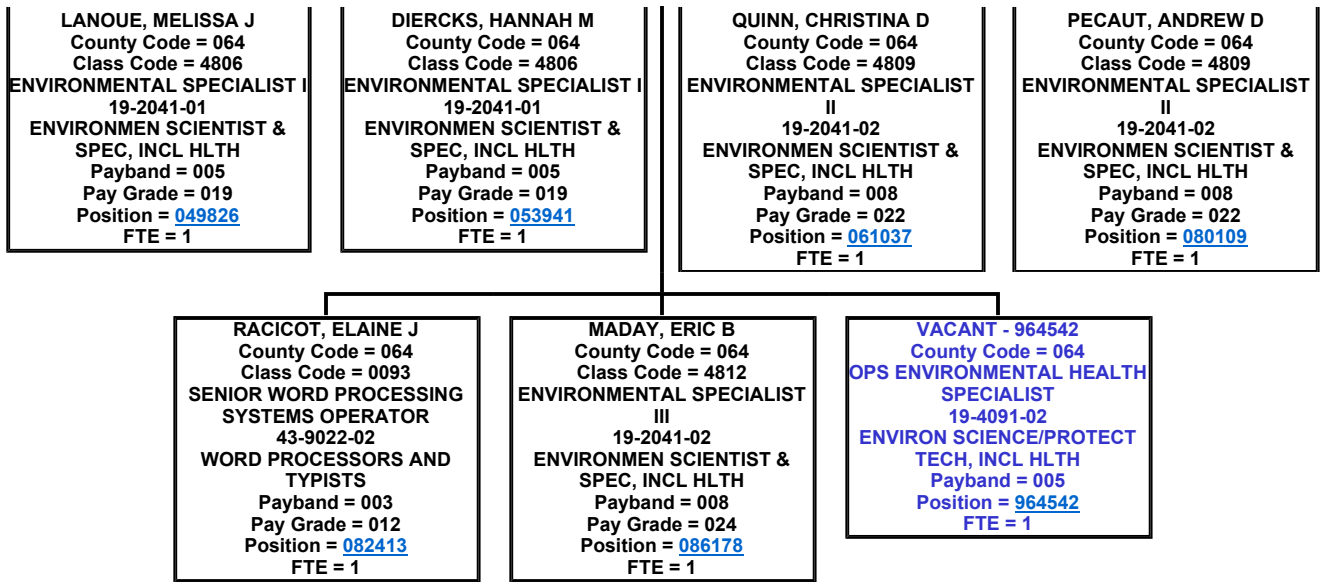 LANOUE, MELISSA J
County Code = 064
Class Code = 4806
ENVIRONMENTAL SPECIALIST I
19-2041-01
ENVIRONMEN SCIENTIST &
SPEC, INCL HLTH
Payband = 005
Pay Grade = 019
Position = 049826
FTE = 1
DIERCKS, HANNAH M
County Code = 064
Class Code = 4806
ENVIRONMENTAL SPECIALIST I
19-2041-01
ENVIRONMEN SCIENTIST &
SPEC, INCL HLTH
Payband = 005
Pay Grade = 019
Position = 053941
FTE = 1
QUINN, CHRISTINA D
County Code = 064
Class Code = 4809
ENVIRONMENTAL SPECIALIST
II
19-2041-02
ENVIRONMEN SCIENTIST &
SPEC, INCL HLTH
Payband = 008
Pay Grade = 022
Position = 061037
FTE = 1
PECAUT, ANDREW D
County Code = 064
Class Code = 4809
ENVIRONMENTAL SPECIALIST
II
19-2041-02
ENVIRONMEN SCIENTIST &
SPEC, INCL HLTH
Payband = 008
Pay Grade = 022
Position = 080109
FTE = 1
RACICOT, ELAINE J
County Code = 064
Class Code = 0093
SENIOR WORD PROCESSING
SYSTEMS OPERATOR
43-9022-02
WORD PROCESSORS AND
TYPISTS
Payband = 003
Pay Grade = 012
Position = 082413
FTE = 1
MADAY, ERIC B
County Code = 064
Class Code = 4812
ENVIRONMENTAL SPECIALIST
III
19-2041-02
ENVIRONMEN SCIENTIST &
SPEC, INCL HLTH
Payband = 008
Pay Grade = 024
Position = 086178
FTE = 1
VACANT - 964542
County Code = 064
OPS ENVIRONMENTAL HEALTH
SPECIALIST
19-4091-02
ENVIRON SCIENCE/PROTECT
TECH, INCL HLTH
Payband = 005
Position = 964542
FTE = 1